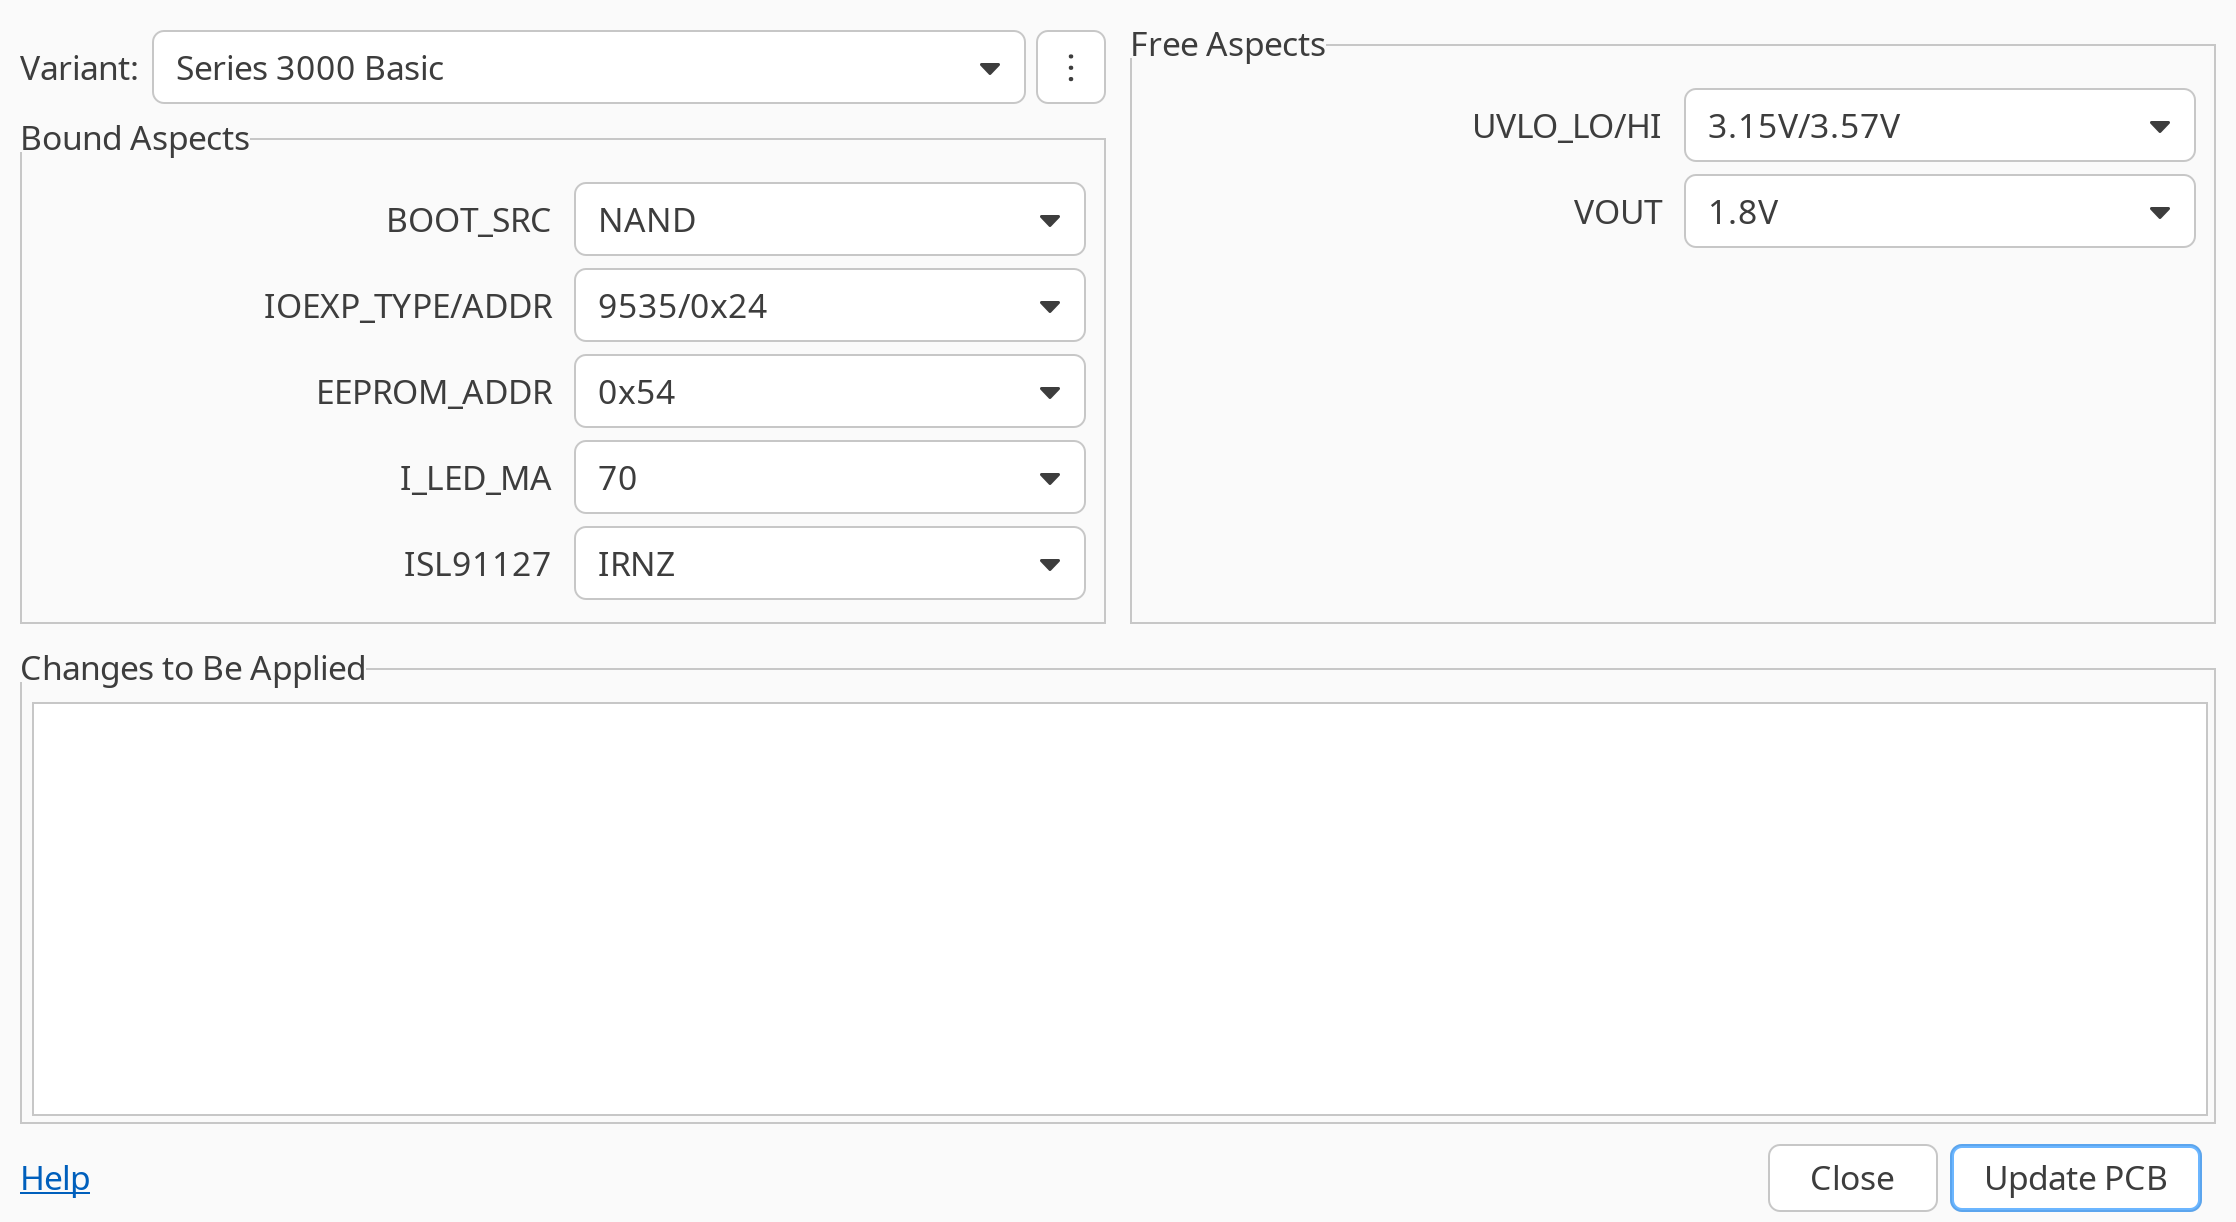 Variant: Series 3000 Basic
Bound Aspects
BOOT_SRC NAND
IOEXP_TYPE/ADDR 9535/0x24
EEPROM_ADDR 0x54
I_LED_MA 70
ISL91127 IRNZ
Free Aspects
UVLO_LO/HI 3.15V/3.57V
VOUT 1.8V
Changes to Be Applied
Help Close Update PCB